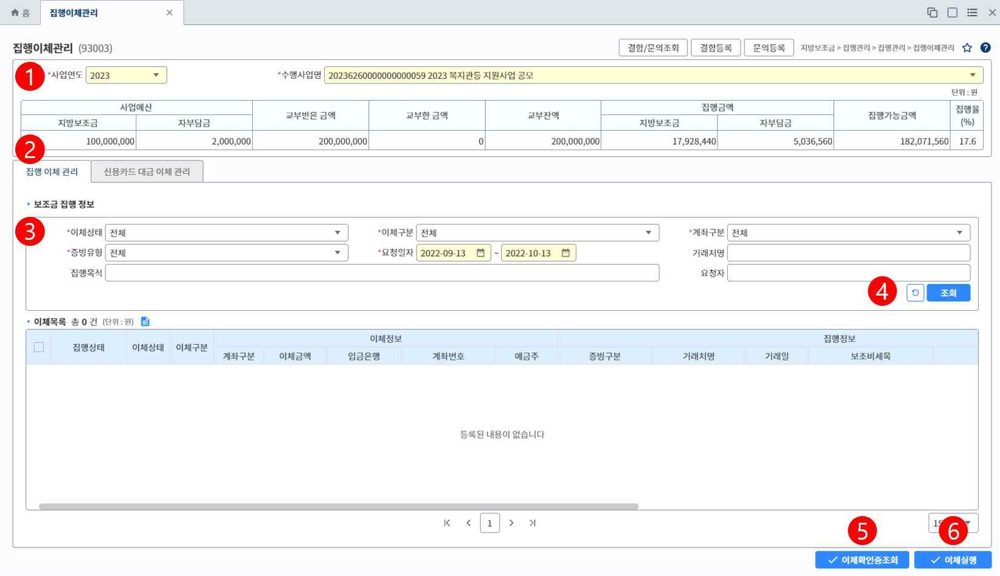 홈 집행이체관리
집행이체관리 (93003) 결함/문의조회 결함등록 문의등록 지방보조금 > 집행관리 > 집행관리 > 집행이체관리 ?
1 *사업연도 2023 *수행사업명 20236260000000000059 2023 복지관등 지원사업 공모
단위 : 원
사업예산 교부받은 금액 교부한 금액 교부잔액 집행금액 집행가능금액 집행율 (%)
지방보조금 자부담금 지방보조금 자부담금
2 100,000,000 2,000,000 200,000,000 0 200,000,000 17,928,440 5,036,560 182,071,560 17.6
집행 이체 관리 신용카드 대금 이체 관리
보조금 집행 정보
3 *이체상태 전체 *이체구분 전체 *계좌구분 전체
*증빙유형 전체 *요청일자 2022-09-13 ~ 2022-10-13 거래처명
집행목적 요청자
4 조회
이체목록 총 0 건 (단위 : 원)
집행상태 이체상태 이체구분 이체정보 집행정보
계좌구분 이체금액 입금은행 계좌번호 예금주 증빙구분 거래처명 거래일 보조비세목
등록된 내용이 없습니다
1
5 6
이체확인증조회 이체실행